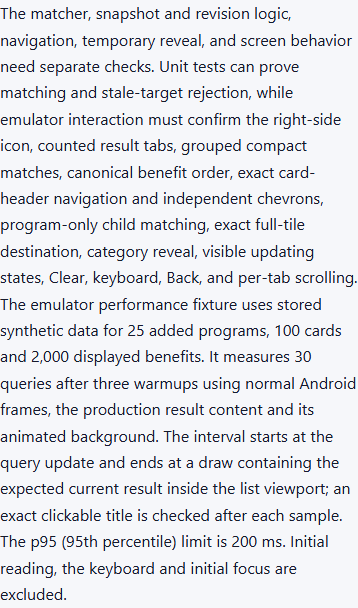 The matcher, snapshot and revision logic,
navigation, temporary reveal, and screen behavior
need separate checks. Unit tests can prove
matching and stale-target rejection, while
emulator interaction must confirm the right-side
icon, counted result tabs, grouped compact
matches, canonical benefit order, exact card-
header navigation and independent chevrons,
program-only child matching, exact full-tile
destination, category reveal, visible updating
states, Clear, keyboard, Back, and per-tab scrolling.
The emulator performance fixture uses stored
synthetic data for 25 added programs, 100 cards
and 2,000 displayed benefits. It measures 30
queries after three warmups using normal Android
frames, the production result content and its
animated background. The interval starts at the
query update and ends at a draw containing the
expected current result inside the list viewport; an
exact clickable title is checked after each sample.
The p95 (95th percentile) limit is 200 ms. Initial
reading, the keyboard and initial focus are
excluded.